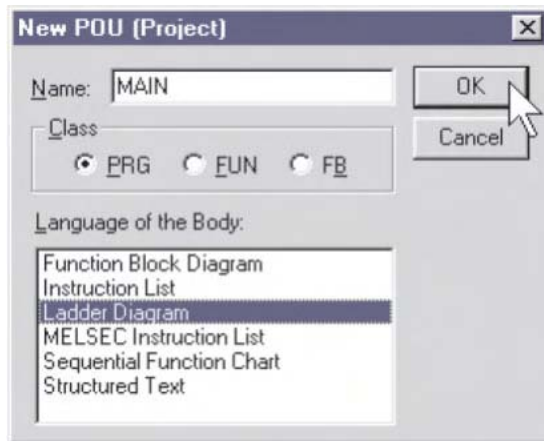 New POU (Project)
Name: MAIN
OK
Class
PRG FUN FB
Cancel
Language of the Body:
Function Block Diagram
Instruction List
Ladder Diagram
MELSEC Instruction List
Sequential Function Chart
Structured Text